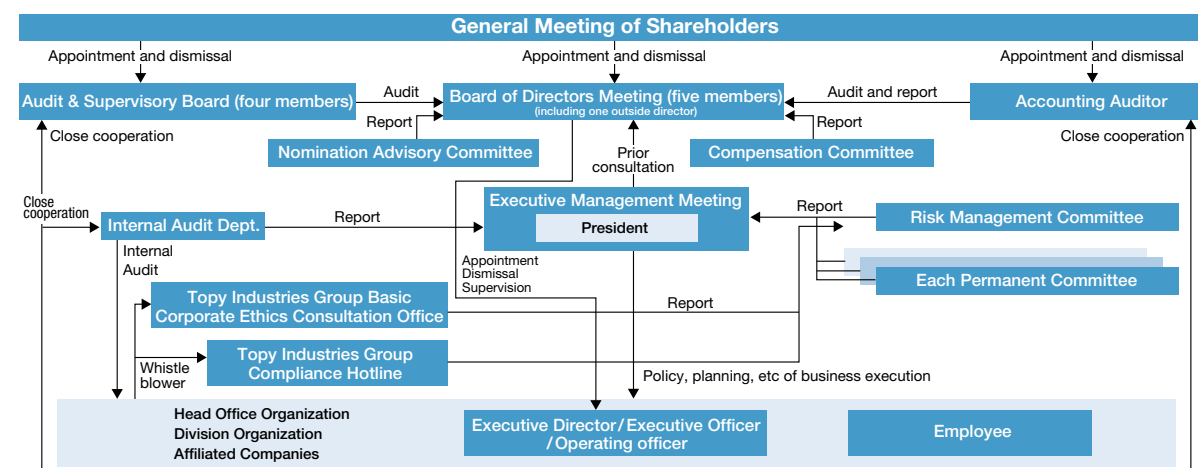 General Meeting of Shareholders
Appointment and dismissal
Appointment and dismissal
Appointment and dismissal
Audit & Supervisory Board (four members)
Audit
Board of Directors Meeting (five members)
(including one outside director)
Audit and report
Accounting Auditor
Close cooperation
Report
Report
Close cooperation
Nomination Advisory Committee
Prior
consultation
Compensation Committee
Close
cooperation
Internal Audit Dept.
Report
Executive Management Meeting
President
Report
Risk Management Committee
Internal
Audit
Appointment
Dismissal
Supervision
Each Permanent Committee
Topy Industries Group Basic
Corporate Ethics Consultation Office
Report
Whistle
blower
Topy Industries Group
Compliance Hotline
Policy, planning, etc of business execution
Head Office Organization
Division Organization
Affiliated Companies
Executive Director/Executive Officer
/Operating officer
Employee